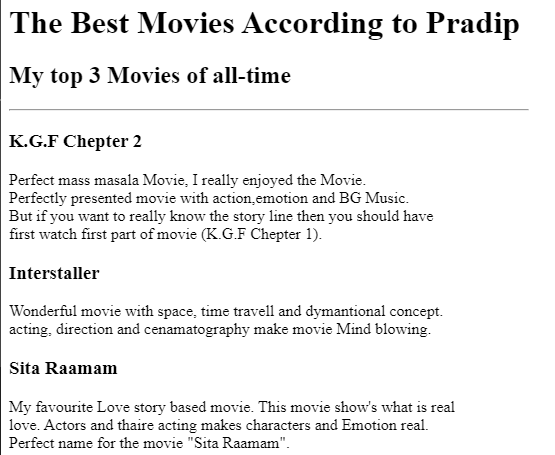 The Best Movies According to Pradip
My top 3 Movies of all-time
K.G.F Chepter 2
Perfect mass masala Movie, I really enjoyed the Movie.
Perfectly presented movie with action,emotion and BG Music.
But if you want to really know the story line then you should have
first watch first part of movie (K.G.F Chepter 1).
Interstaller
Wonderful movie with space, time travell and dymantional concept.
acting, direction and cenamatography make movie Mind blowing.
Sita Raamam
My favourite Love story based movie. This movie show's what is real
love. Actors and thaire acting makes characters and Emotion real.
Perfect name for the movie "Sita Raamam".